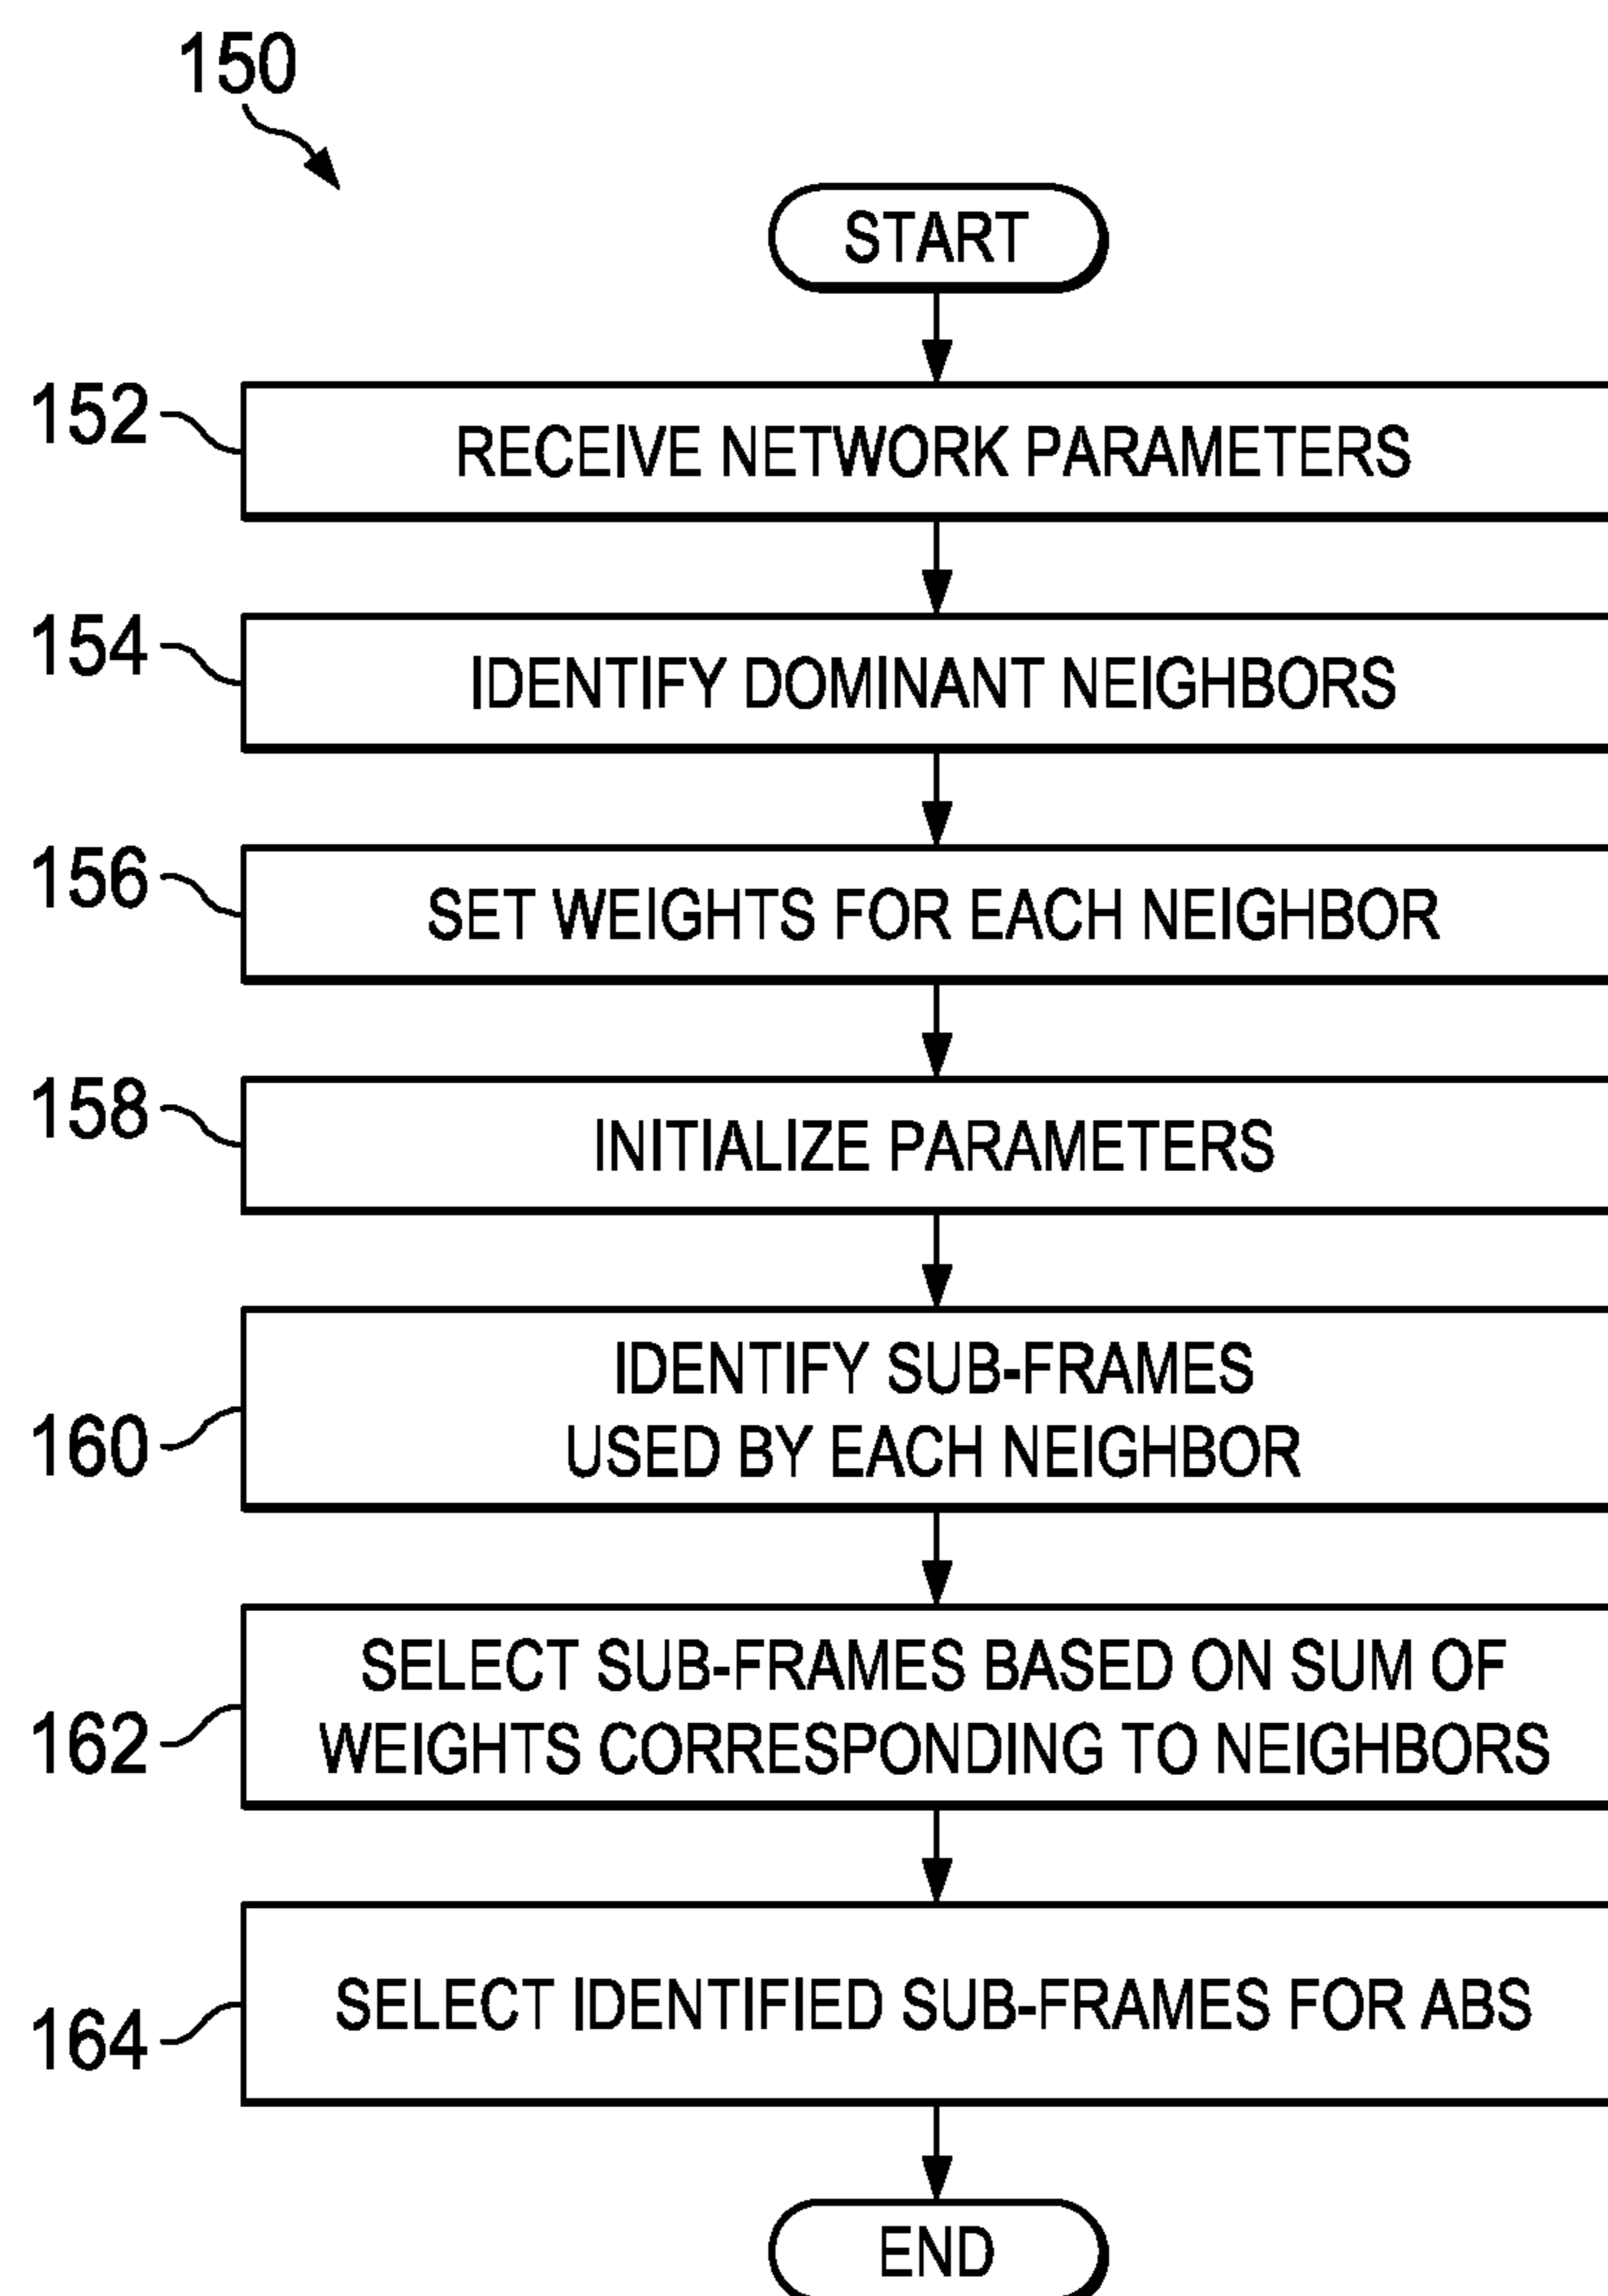 150
START
152
RECEIVE NETWORK PARAMETERS
154
IDENTIFY DOMINANT NEIGHBORS
156
SET WEIGHTS FOR EACH NEIGHBOR
158
INITIALIZE PARAMETERS
160
IDENTIFY SUB-FRAMES
USED BY EACH NEIGHBOR
162
SELECT SUB-FRAMES BASED ON SUM OF
WEIGHTS CORRESPONDING TO NEIGHBORS
164
SELECT IDENTIFIED SUB-FRAMES FOR ABS
END